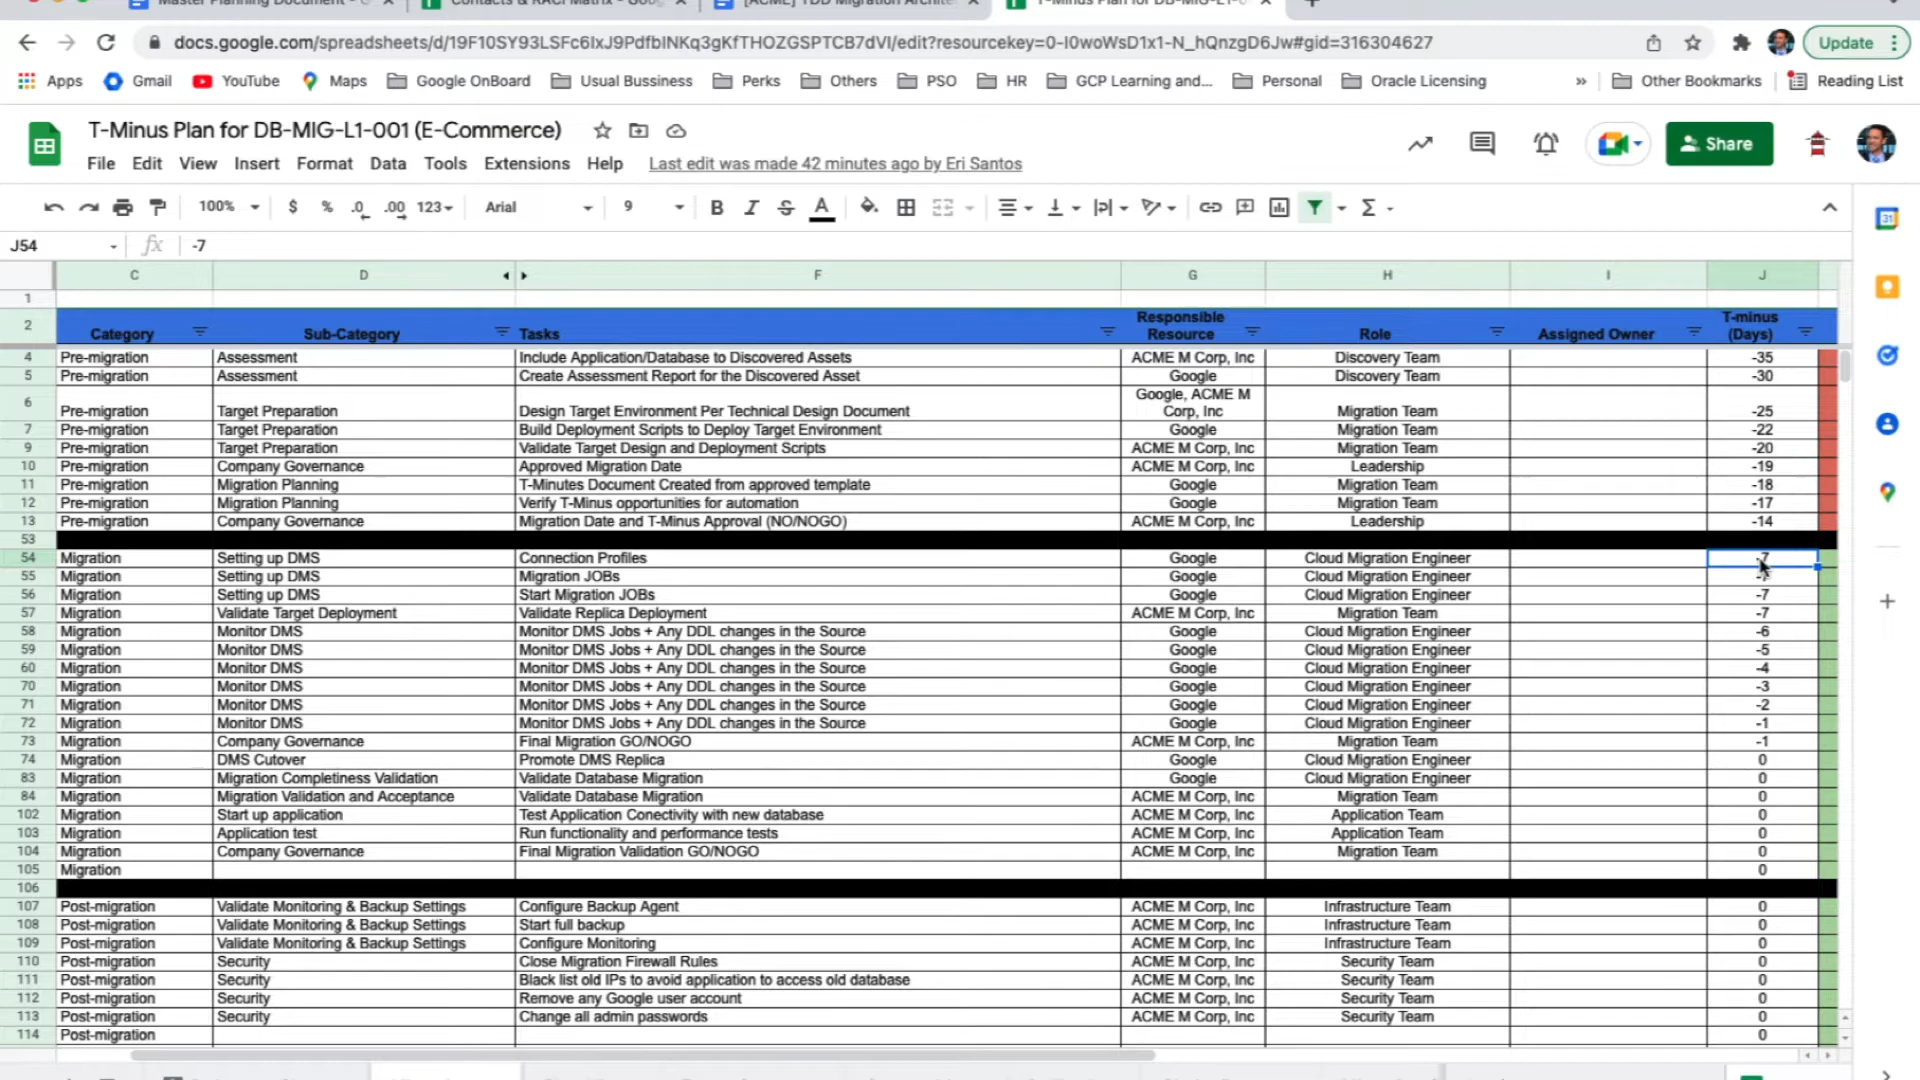 Master Planning Document - G
Contacts & RACI Matrix - Goog
[ACME] TDD Migration Archite
T-Minus Plan for DB-MIG-L1-0
docs.google.com/spreadsheets/d/19F10SY93LSFc6IxJ9PdfbINKq3gKfTHOZGSPTCB7dVI/edit?resourcekey=0-I0woWsD1x1-N_hQnzgD6Jw#gid=316304627
Update
Apps Gmail YouTube Maps Google OnBoard Usual Bussiness Perks Others PSO HR GCP Learning and... Personal Oracle Licensing » Other Bookmarks Reading List
T-Minus Plan for DB-MIG-L1-001 (E-Commerce)
File Edit View Insert Format Data Tools Extensions Help Last edit was made 42 minutes ago by Eri Santos
Share
31
100% $ % .0 .00 123 Arial 9 B I S A Σ
J54 fx -7
C D F G H I J
1
2 Category Sub-Category Tasks Responsible Resource Role Assigned Owner T-minus (Days)
4 Pre-migration Assessment Include Application/Database to Discovered Assets ACME M Corp, Inc Discovery Team -35
5 Pre-migration Assessment Create Assessment Report for the Discovered Asset Google Discovery Team -30
6 Pre-migration Target Preparation Design Target Environment Per Technical Design Document Google, ACME M Corp, Inc Migration Team -25
7 Pre-migration Target Preparation Build Deployment Scripts to Deploy Target Environment Google Migration Team -22
9 Pre-migration Target Preparation Validate Target Design and Deployment Scripts ACME M Corp, Inc Migration Team -20
10 Pre-migration Company Governance Approved Migration Date ACME M Corp, Inc Leadership -19
11 Pre-migration Migration Planning T-Minutes Document Created from approved template Google Migration Team -18
12 Pre-migration Migration Planning Verify T-Minus opportunities for automation Google Migration Team -17
13 Pre-migration Company Governance Migration Date and T-Minus Approval (NO/NOGO) ACME M Corp, Inc Leadership -14
53
54 Migration Setting up DMS Connection Profiles Google Cloud Migration Engineer -7
55 Migration Setting up DMS Migration JOBs Google Cloud Migration Engineer
56 Migration Setting up DMS Start Migration JOBs Google Cloud Migration Engineer -7
57 Migration Validate Target Deployment Validate Replica Deployment ACME M Corp, Inc Migration Team -7
58 Migration Monitor DMS Monitor DMS Jobs + Any DDL changes in the Source Google Cloud Migration Engineer -6
59 Migration Monitor DMS Monitor DMS Jobs + Any DDL changes in the Source Google Cloud Migration Engineer -5
60 Migration Monitor DMS Monitor DMS Jobs + Any DDL changes in the Source Google Cloud Migration Engineer -4
70 Migration Monitor DMS Monitor DMS Jobs + Any DDL changes in the Source Google Cloud Migration Engineer -3
71 Migration Monitor DMS Monitor DMS Jobs + Any DDL changes in the Source Google Cloud Migration Engineer -2
72 Migration Monitor DMS Monitor DMS Jobs + Any DDL changes in the Source Google Cloud Migration Engineer -1
73 Migration Company Governance Final Migration GO/NOGO ACME M Corp, Inc Migration Team -1
74 Migration DMS Cutover Promote DMS Replica Google Cloud Migration Engineer 0
83 Migration Migration Completiness Validation Validate Database Migration Google Cloud Migration Engineer 0
84 Migration Migration Validation and Acceptance Validate Database Migration ACME M Corp, Inc Migration Team 0
102 Migration Start up application Test Application Conectivity with new database ACME M Corp, Inc Application Team 0
103 Migration Application test Run functionality and performance tests ACME M Corp, Inc Application Team 0
104 Migration Company Governance Final Migration Validation GO/NOGO ACME M Corp, Inc Migration Team 0
105 Migration 0
106
107 Post-migration Validate Monitoring & Backup Settings Configure Backup Agent ACME M Corp, Inc Infrastructure Team 0
108 Post-migration Validate Monitoring & Backup Settings Start full backup ACME M Corp, Inc Infrastructure Team 0
109 Post-migration Validate Monitoring & Backup Settings Configure Monitoring ACME M Corp, Inc Infrastructure Team 0
110 Post-migration Security Close Migration Firewall Rules ACME M Corp, Inc Security Team 0
111 Post-migration Security Black list old IPs to avoid application to access old database ACME M Corp, Inc Security Team 0
112 Post-migration Security Remove any Google user account ACME M Corp, Inc Security Team 0
113 Post-migration Security Change all admin passwords ACME M Corp, Inc Security Team 0
114 Post-migration 0